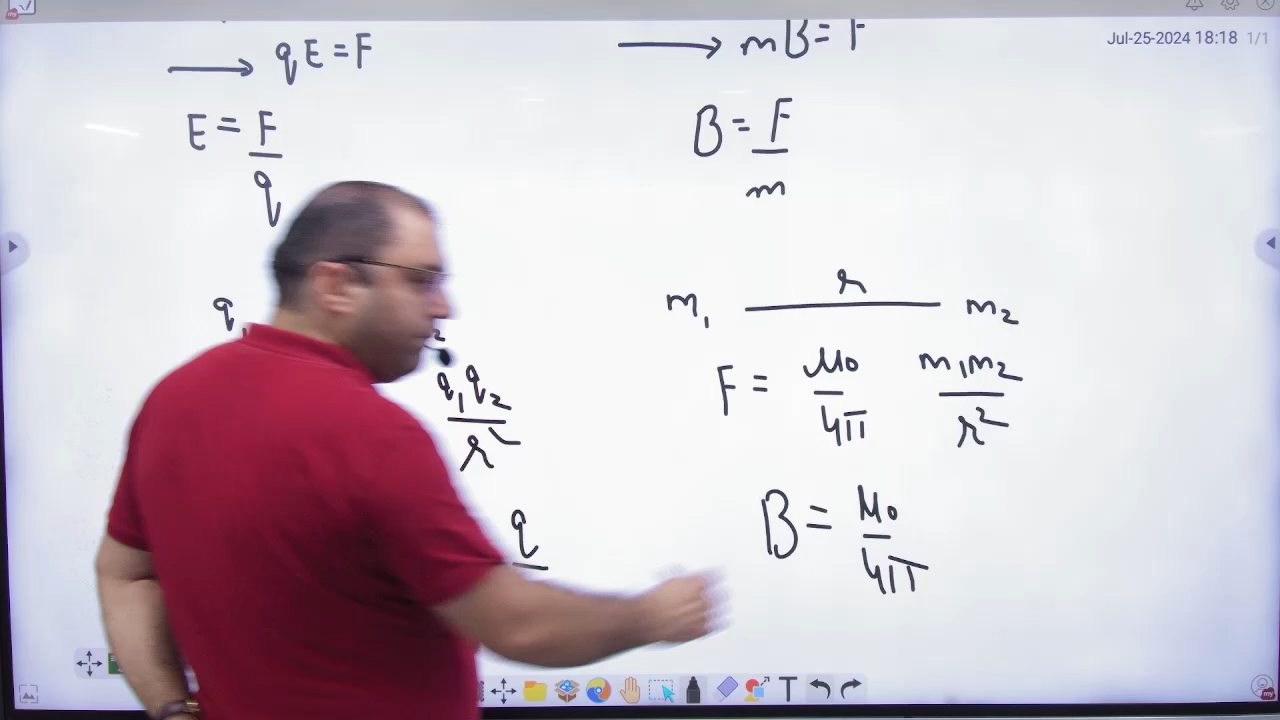 Jul-25-2024 18:18 1/1
→ qE = F
→ mB = F
E = F/q
B = F/m
q₁
m₁ r m₂
q₁q₂/r²
F = μ₀/4π m₁m₂/r²
q
B = μ₀/4π
T